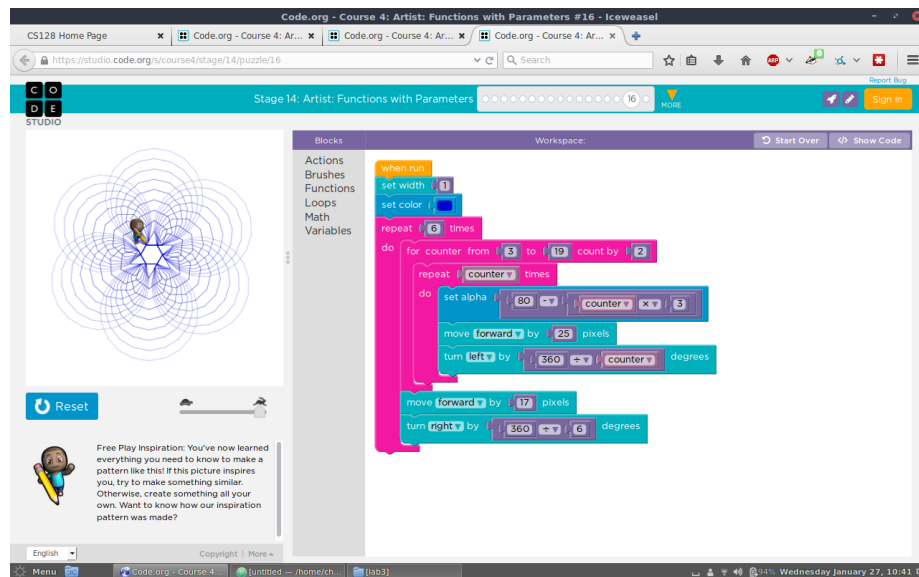 Code.org - Course 4: Artist: Functions with Parameters #16 - Iceweasel
CS128 Home Page
Code.org - Course 4: Ar...
Code.org - Course 4: Ar...
Code.org - Course 4: Ar...
https://studio.code.org/s/course4/stage/14/puzzle/16
Search
ABP
Report Bug
C O
D E
STUDIO
Stage 14: Artist: Functions with Parameters
16
MORE
Sign in
Blocks
Workspace:
Start Over
Show Code
Actions
Brushes
Functions
Loops
Math
Variables
when run
set width 1
set color
repeat 6 times
do for counter from 3 to 19 count by 2
repeat counter times
do set alpha 80 - counter × 3
move forward by 25 pixels
turn left by 360 ÷ counter degrees
move forward by 17 pixels
turn right by 360 ÷ 6 degrees
Reset
Free Play Inspiration: You've now learned
everything you need to know to make a
pattern like this! If this picture inspires
you, try to make something similar.
Otherwise, create something all your
own. Want to know how our inspiration
pattern was made?
English
Copyright | More
Menu
Code.org - Course 4...
[untitled — /home/ch...
[lab3]
94% Wednesday January 27, 10:41